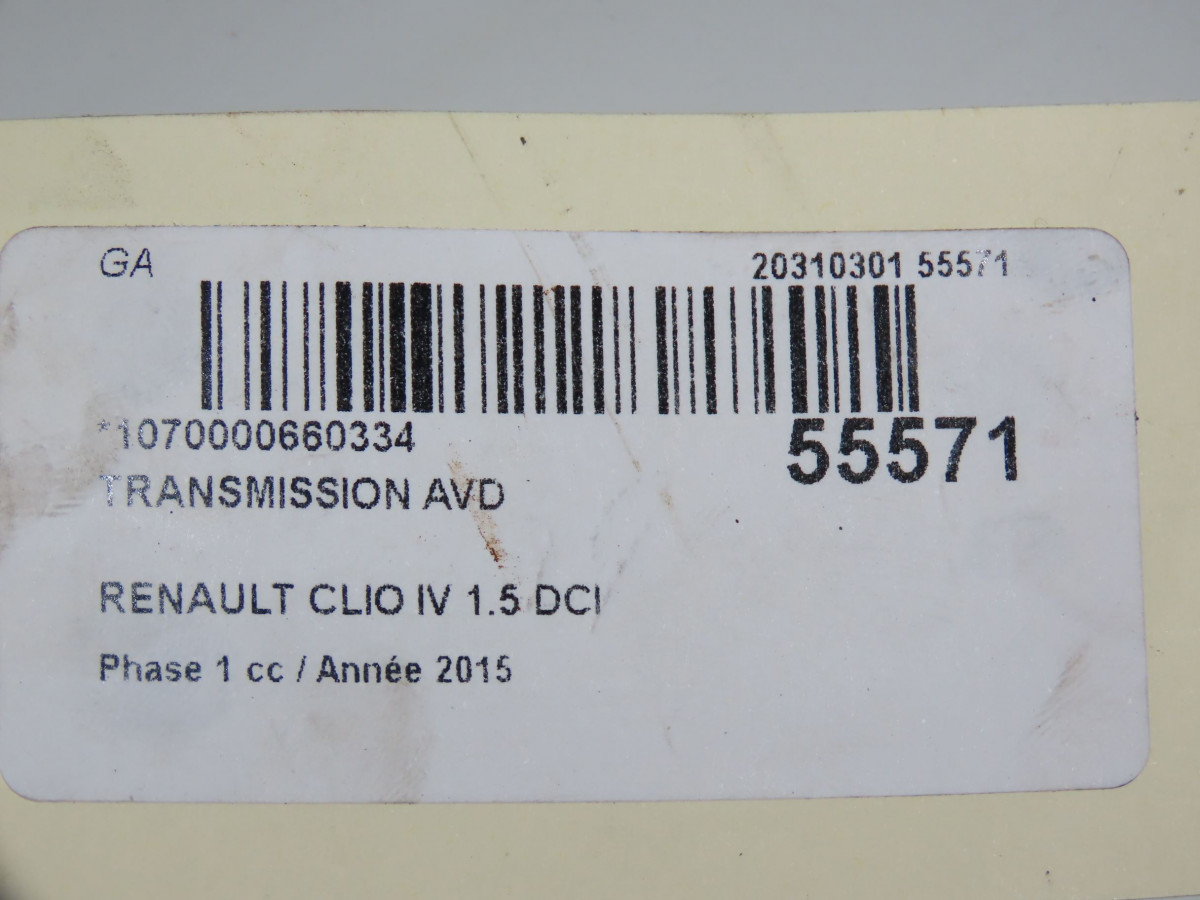 GA 20310301 55571
*1070000660334 55571
TRANSMISSION AVD
RENAULT CLIO IV 1.5 DCI
Phase 1 cc / Année 2015